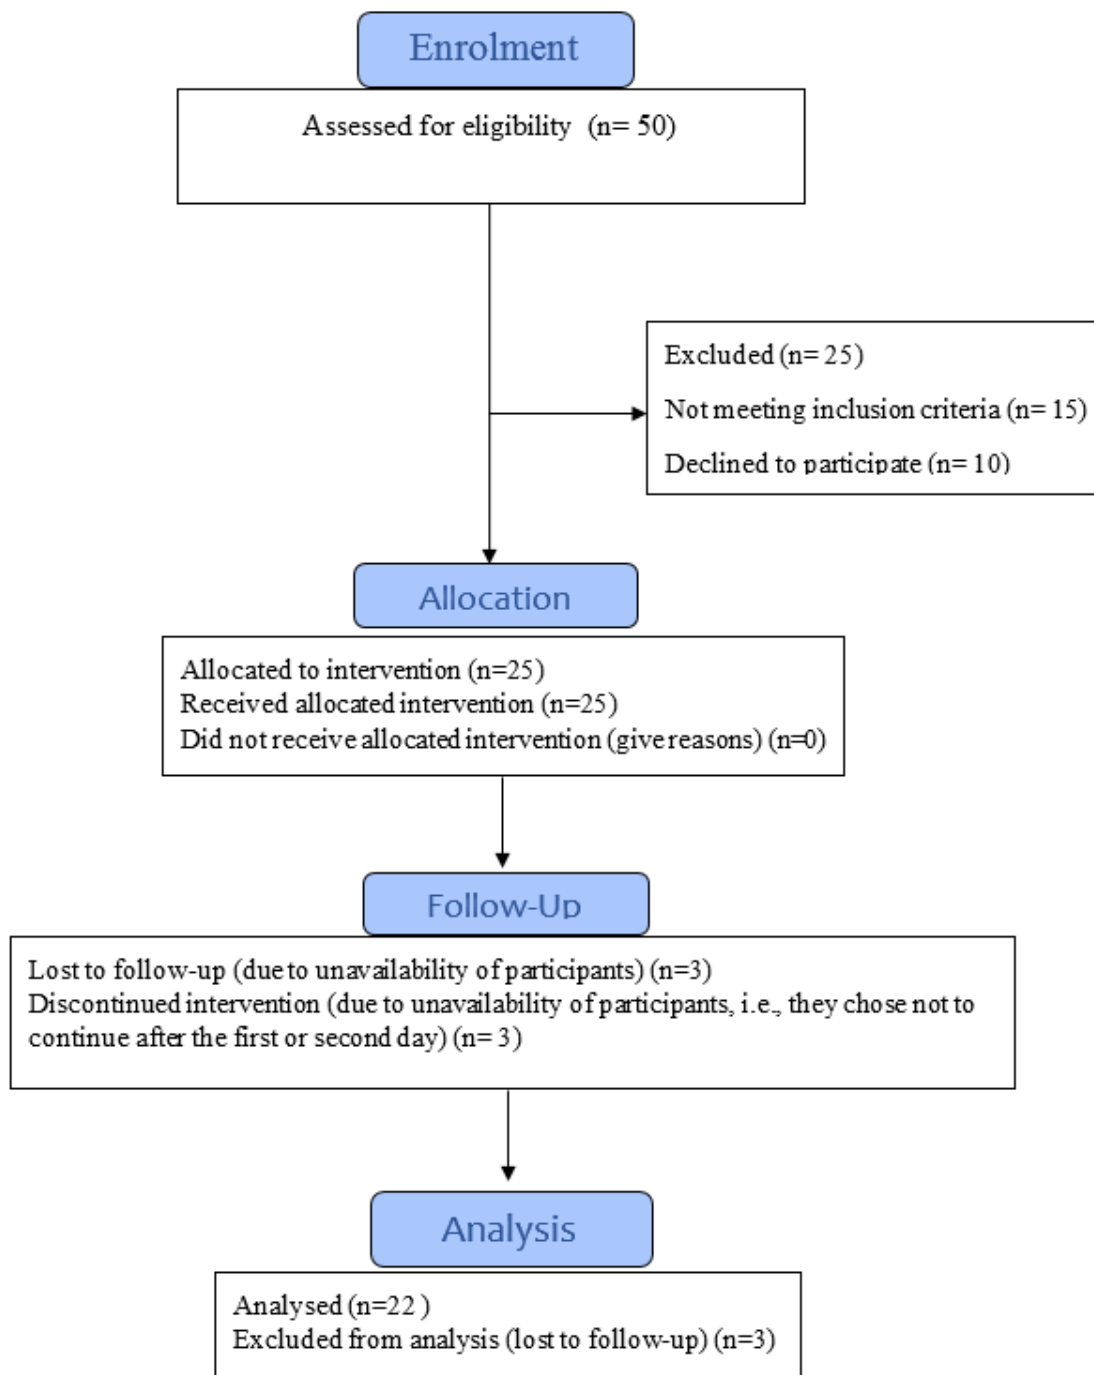 Enrolment
Assessed for eligibility (n= 50)
Excluded (n= 25)
Not meeting inclusion criteria (n= 15)
Declined to participate (n= 10)
Allocation
Allocated to intervention (n=25)
Received allocated intervention (n=25)
Did not receive allocated intervention (give reasons) (n=0)
Follow-Up
Lost to follow-up (due to unavailability of participants) (n=3)
Discontinued intervention (due to unavailability of participants, i.e., they chose not to
continue after the first or second day) (n= 3)
Analysis
Analysed (n=22 )
Excluded from analysis (lost to follow-up) (n=3)